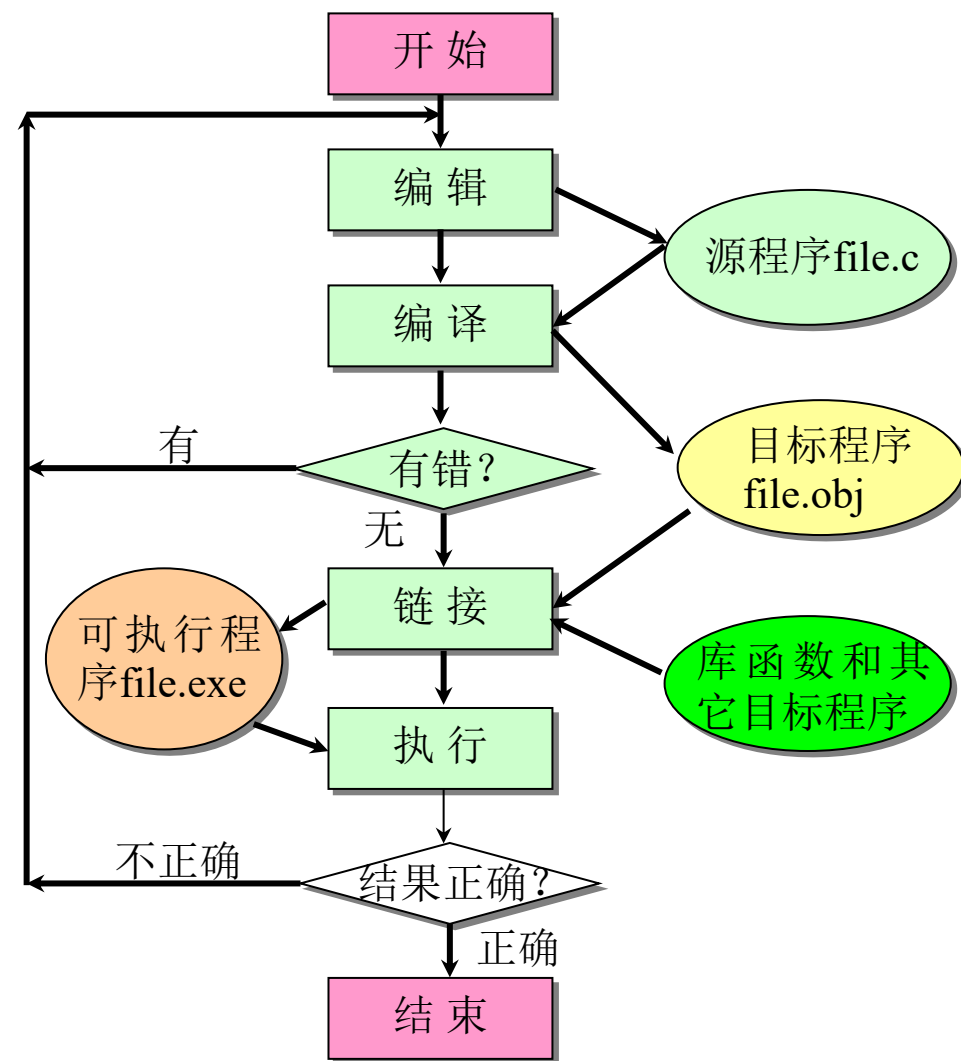 开 始
编 辑
源程序file.c
编 译
有
有错?
目标程序
file.obj
无
链接
可执行程
序file.exe
库函数和其
它目标程序
执行
不正确
结果正确?
正确
结 束